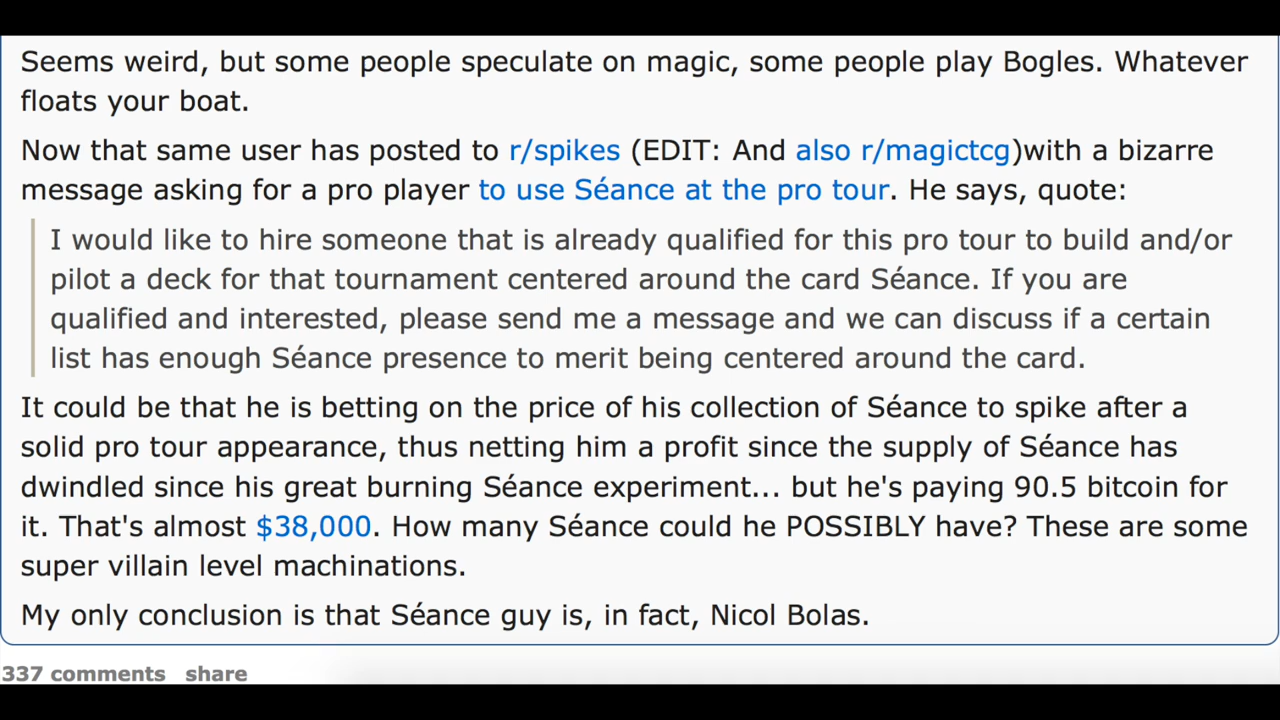 Seems weird, but some people speculate on magic, some people play Bogles. Whatever
floats your boat.
Now that same user has posted to r/spikes (EDIT: And also r/magictcg)with a bizarre
message asking for a pro player to use Séance at the pro tour. He says, quote:
I would like to hire someone that is already qualified for this pro tour to build and/or
pilot a deck for that tournament centered around the card Séance. If you are
qualified and interested, please send me a message and we can discuss if a certain
list has enough Séance presence to merit being centered around the card.
It could be that he is betting on the price of his collection of Séance to spike after a
solid pro tour appearance, thus netting him a profit since the supply of Séance has
dwindled since his great burning Séance experiment... but he's paying 90.5 bitcoin for
it. That's almost $38,000. How many Séance could he POSSIBLY have? These are some
super villain level machinations.
My only conclusion is that Séance guy is, in fact, Nicol Bolas.
337 comments share